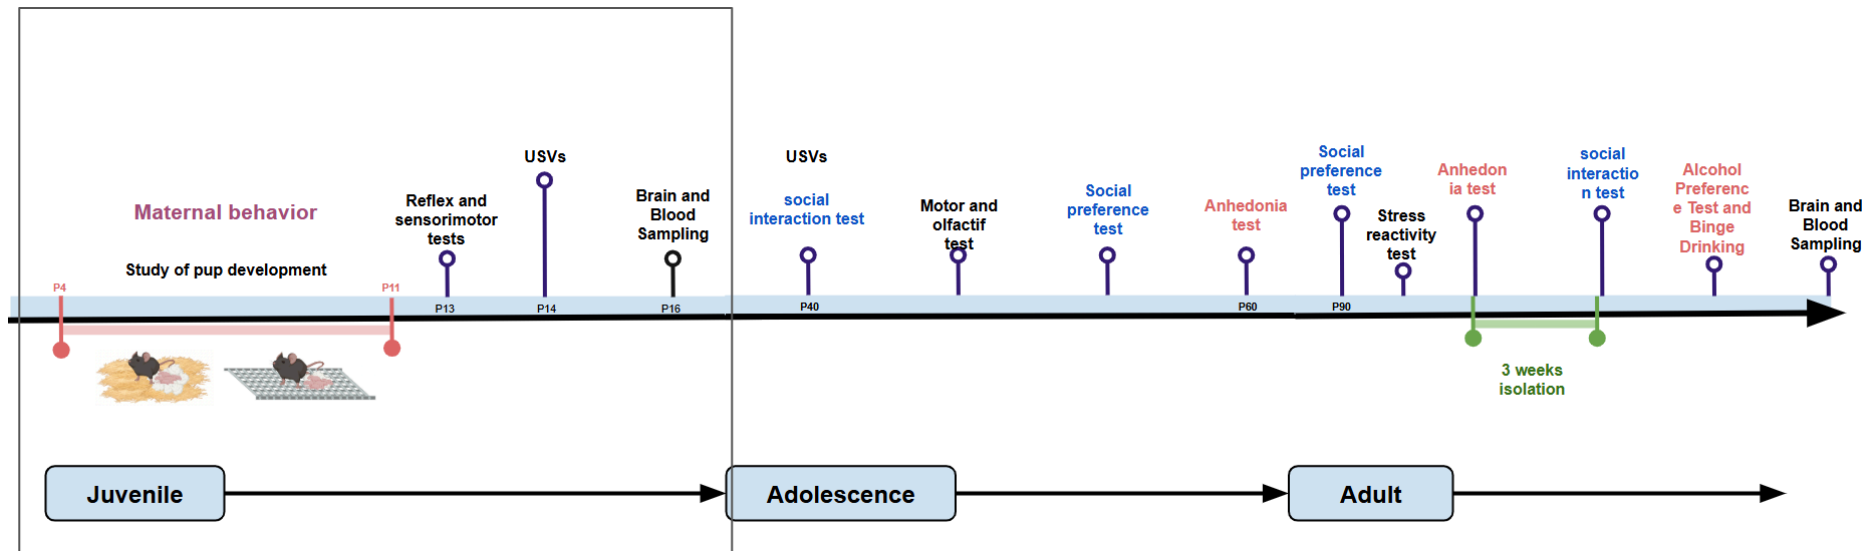 Maternal behavior
Study of pup development
P4
P11
Reflex and
sensorimotor
tests
P13
USVs
P14
Brain and
Blood
Sampling
P16
USVs
social
interaction test
P40
Motor and
olfactif
test
Social
preference
test
Anhedonia
test
P60
Social
preference
test
P90
Stress
reactivity
test
Anhedon
ia test
social
interactio
n test
3 weeks
isolation
Alcohol
Preferenc
e Test and
Binge
Drinking
Brain and
Blood
Sampling
Juvenile
Adolescence
Adult